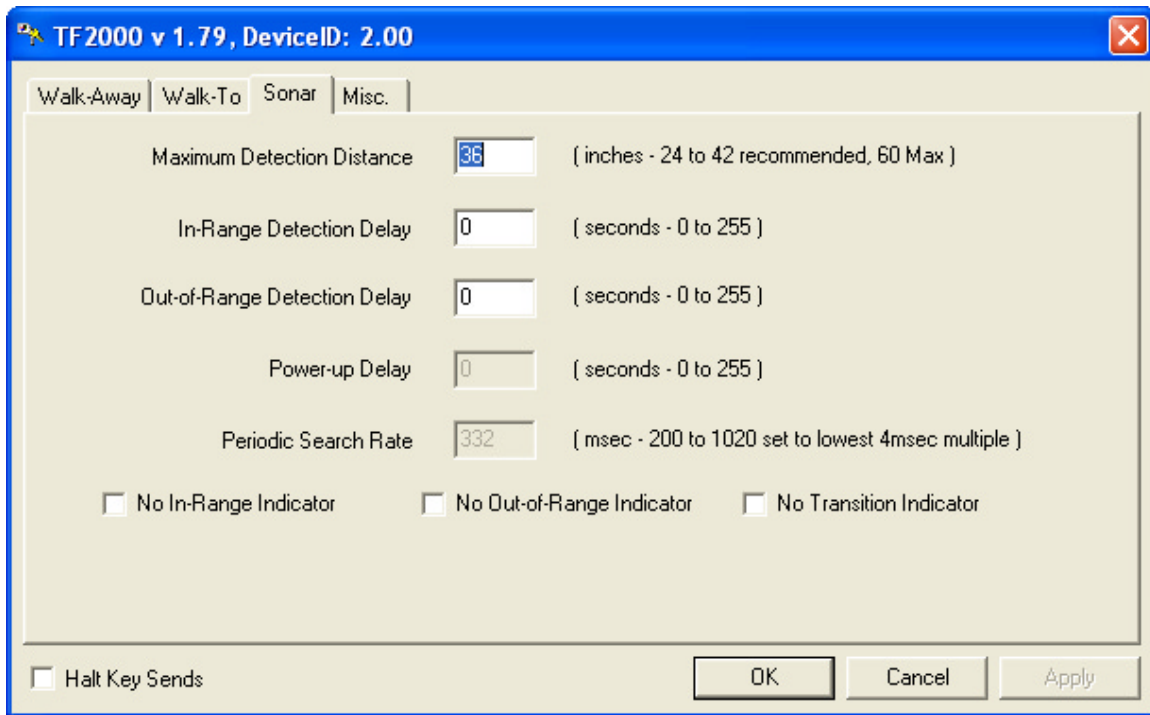 TF2000 v 1.79, DeviceID: 2.00
Walk-Away Walk-To Sonar Misc.
Maximum Detection Distance 36 ( inches - 24 to 42 recommended, 60 Max )
In-Range Detection Delay 0 ( seconds - 0 to 255 )
Out-of-Range Detection Delay 0 ( seconds - 0 to 255 )
Power-up Delay 0 ( seconds - 0 to 255 )
Periodic Search Rate 332 ( msec - 200 to 1020 set to lowest 4msec multiple )
No In-Range Indicator No Out-of-Range Indicator No Transition Indicator
Halt Key Sends OK Cancel Apply